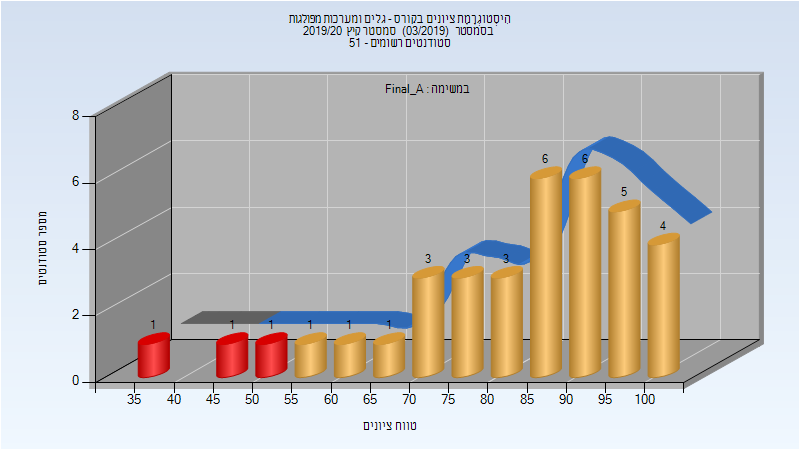 היסטוגרמת ציונים בקורס - גלים ומערכות מפולגות
בסמסטר (03/2019) סמסטר קיץ 2019/20
סטודנטים רשומים - 51
במשימה : Final_A
מספר סטודנטים
8
6
4
2
0
1 1 1 1 1 1 3 3 3 6 6 5 4
35 40 45 50 55 60 65 70 75 80 85 90 95 100
טווח ציונים